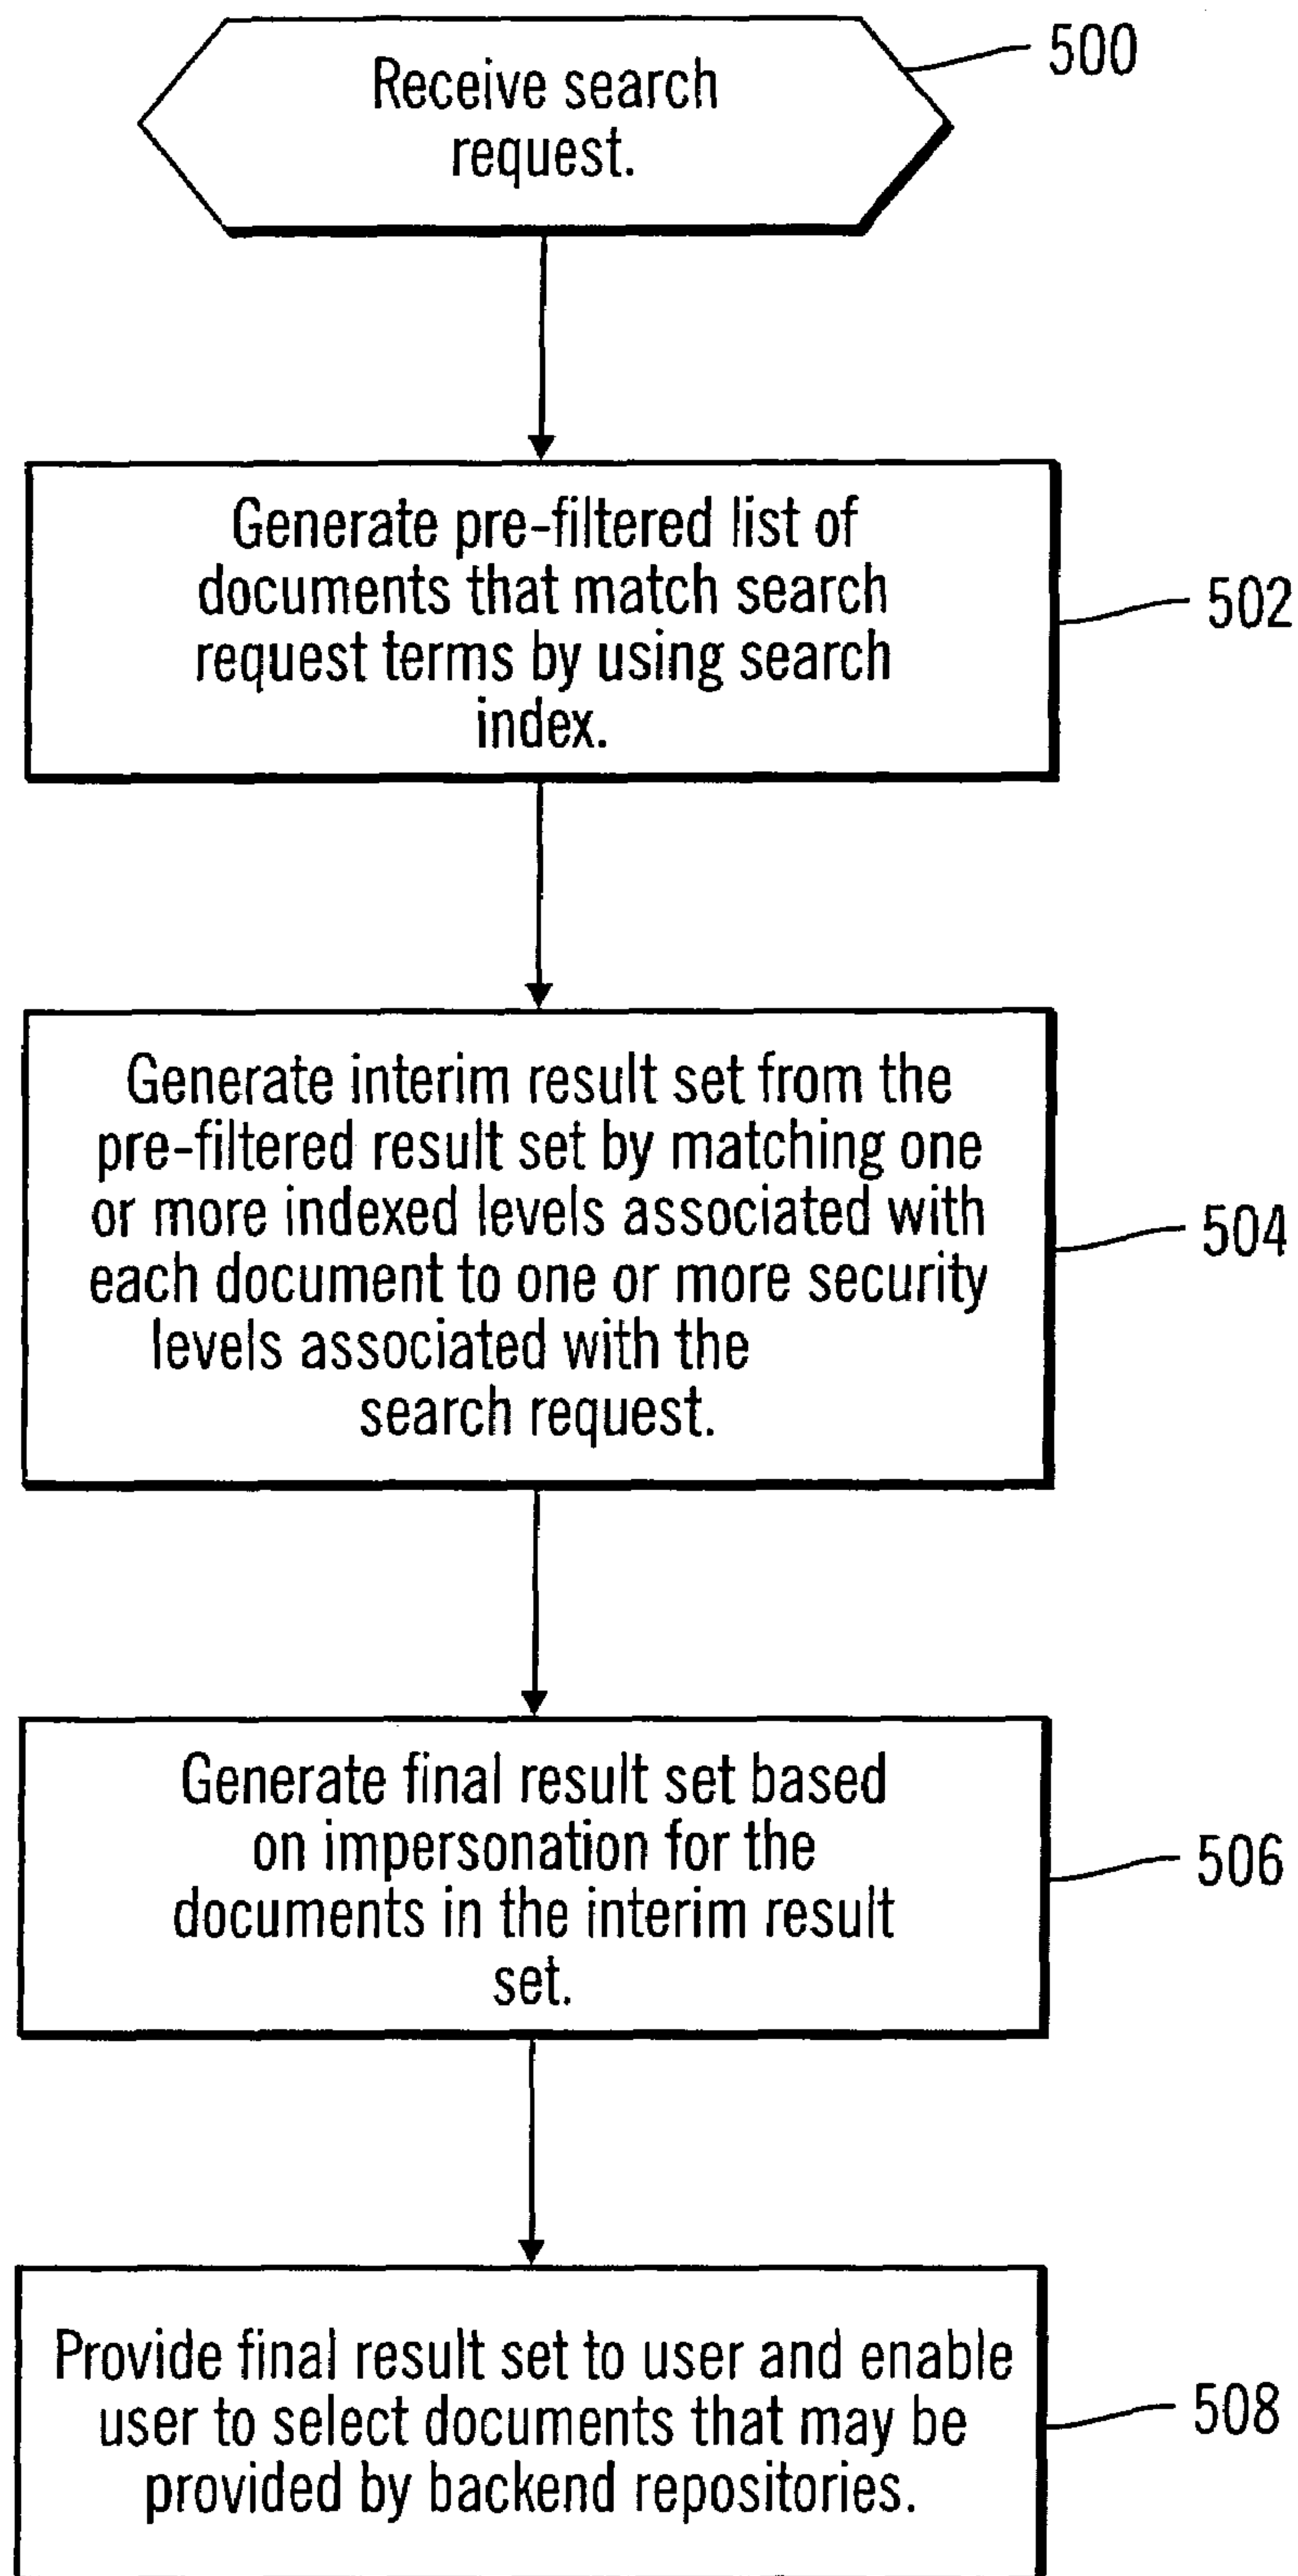 Receive search
request.
500
Generate pre-filtered list of
documents that match search
request terms by using search
index.
502
Generate interim result set from the
pre-filtered result set by matching one
or more indexed levels associated with
each document to one or more security
levels associated with the
search request.
504
Generate final result set based
on impersonation for the
documents in the interim result
set.
506
Provide final result set to user and enable
user to select documents that may be
provided by backend repositories.
508